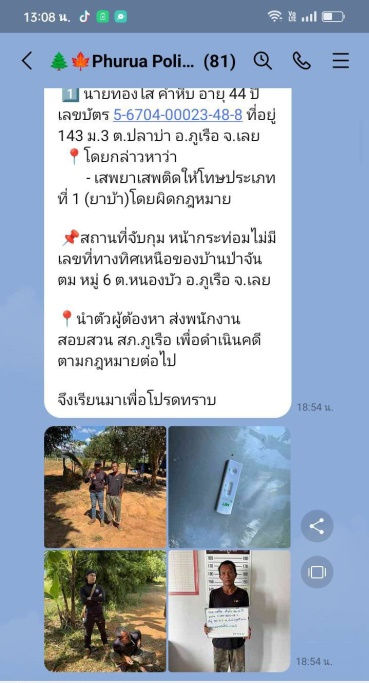 13:08 น.
🌲🍁Phurua Poli... (81)
1️⃣ นายทองใส คำหีบ อายุ 44 ปี
เลขบัตร 5-6704-00023-48-8 ที่อยู่
143 ม.3 ต.ปลาบ่า อ.ภูเรือ จ.เลย
📍โดยกล่าวหาว่า
- เสพยาเสพติดให้โทษประเภท
ที่ 1 (ยาบ้า)โดยผิดกฎหมาย
📌สถานที่จับกุม หน้ากระท่อมไม่มี
เลขที่ทางทิศเหนือของบ้านป่าจัน
ตม หมู่ 6 ต.หนองบัว อ.ภูเรือ จ.เลย
📍นำตัวผู้ต้องหา ส่งพนักงาน
สอบสวน สภ.ภูเรือ เพื่อดำเนินคดี
ตามกฎหมายต่อไป
จึงเรียนมาเพื่อโปรดทราบ
18:54 น.
18:54 น.